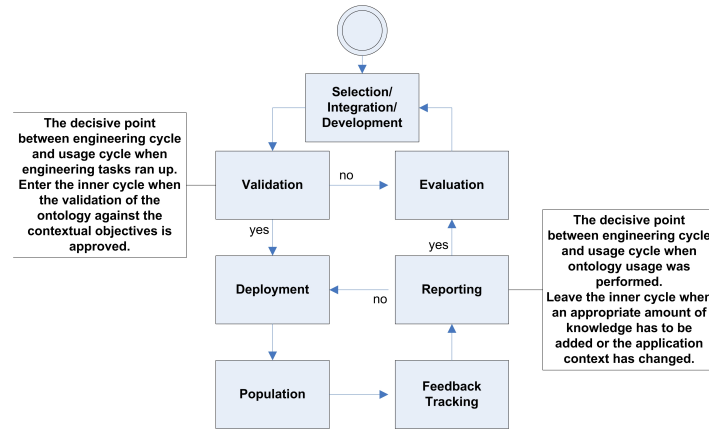 Selection/
Integration/
Development
The decisive point
between engineering cycle
and usage cycle when
engineering tasks ran up.
Enter the inner cycle when
the validation of the
ontology against the
contextual objectives is
approved.
Validation
no
Evaluation
yes
yes
Deployment
no
Reporting
The decisive point
between engineering cycle
and usage cycle when
ontology usage was
performed.
Leave the inner cycle when
an appropriate amount of
knowledge has to be
added or the application
context has changed.
Population
Feedback
Tracking